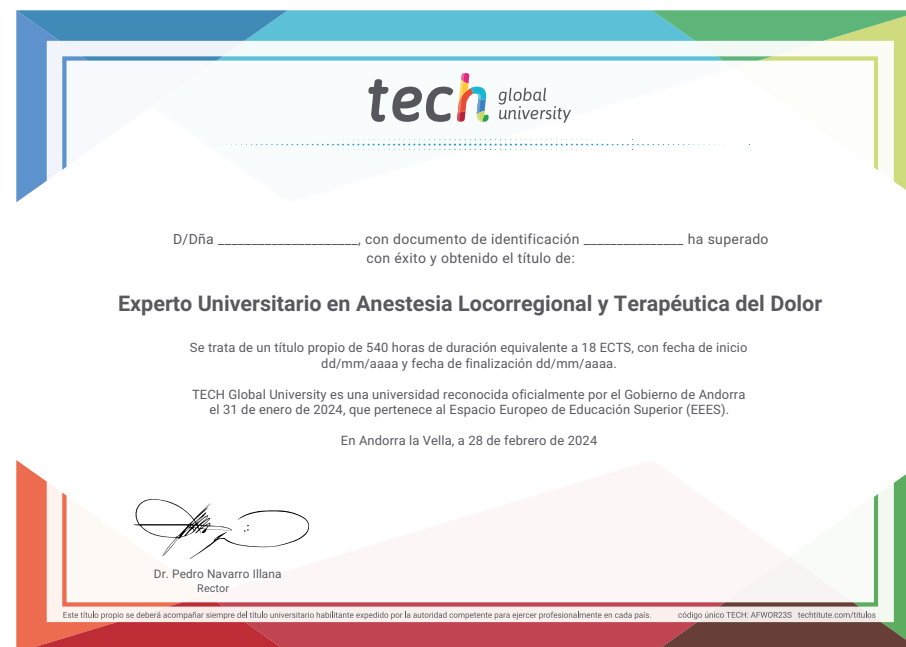 tech global
university
D/Dña _____________________, con documento de identificación _______________ ha superado
con éxito y obtenido el título de:
Experto Universitario en Anestesia Locorregional y Terapéutica del Dolor
Se trata de un título propio de 540 horas de duración equivalente a 18 ECTS, con fecha de inicio
dd/mm/aaaa y fecha de finalización dd/mm/aaaa.
TECH Global University es una universidad reconocida oficialmente por el Gobierno de Andorra
el 31 de enero de 2024, que pertenece al Espacio Europeo de Educación Superior (EEES).
En Andorra la Vella, a 28 de febrero de 2024
Dr. Pedro Navarro Illana
Rector
Este título propio se deberá acompañar siempre del título universitario habilitante expedido por la autoridad competente para ejercer profesionalmente en cada país. código único TECH: AFWOR23S techtitute.com/titulos